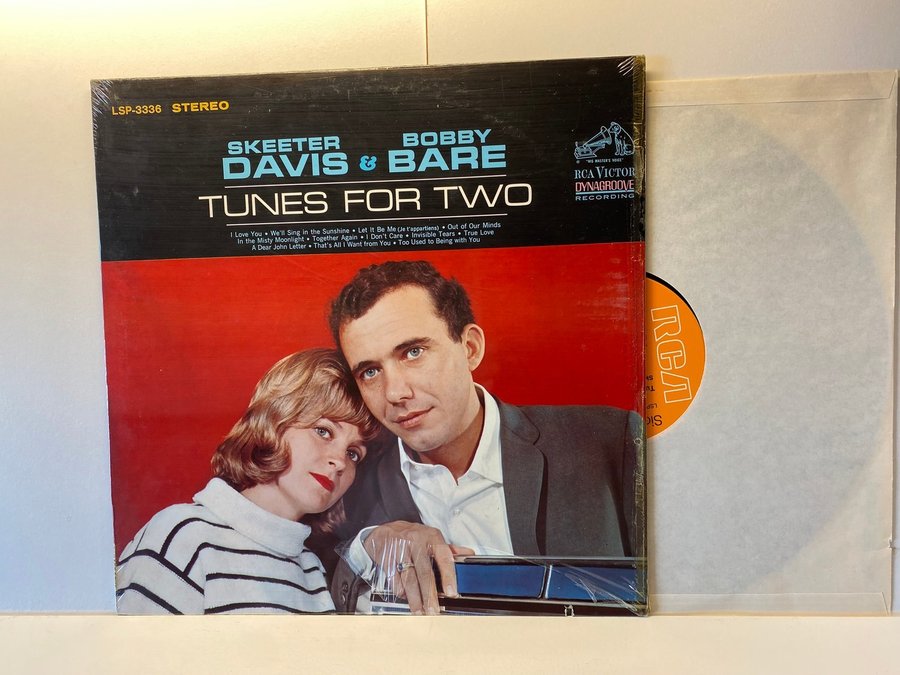 LSP-3336 STEREO
SKEETER DAVIS & BOBBY BARE
TUNES FOR TWO
I Love You • We'll Sing in the Sunshine • Let It Be Me (Je t'appartiens) • Out of Our Minds
In the Misty Moonlight • Together Again • I Don't Care • Invisible Tears • True Love
A Dear John Letter • That's All I Want from You • Too Used to Being with You
"HIS MASTER'S VOICE"
RCA VICTOR
DYNAGROOVE
RECORDING
RCA